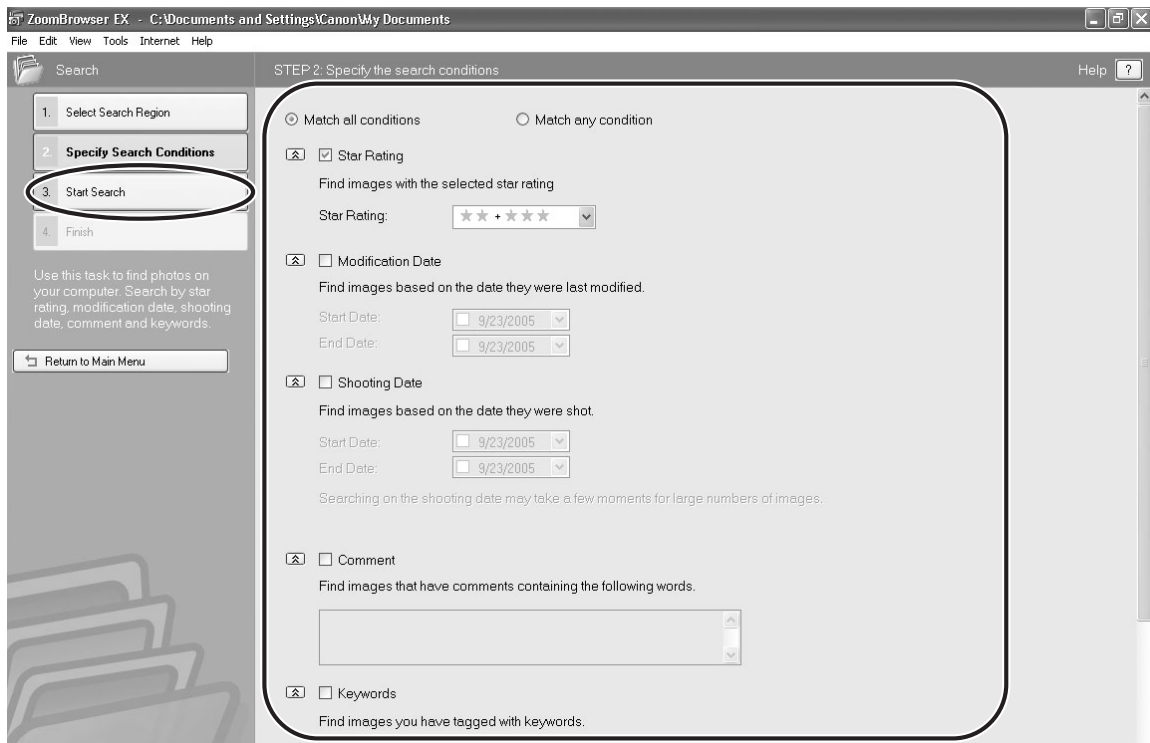 ZoomBrowser EX - C:\Documents and Settings\Canon\My Documents
File Edit View Tools Internet Help
Search
STEP 2: Specify the search conditions
Help ?
1. Select Search Region
2. Specify Search Conditions
3. Start Search
4. Finish
Use this task to find photos on
your computer. Search by star
rating, modification date, shooting
date, comment and keywords.
Return to Main Menu
Match all conditions Match any condition
Star Rating
Find images with the selected star rating
Star Rating: ★★ + ★★★
Modification Date
Find images based on the date they were last modified.
Start Date: 9/23/2005
End Date: 9/23/2005
Shooting Date
Find images based on the date they were shot.
Start Date: 9/23/2005
End Date: 9/23/2005
Searching on the shooting date may take a few moments for large numbers of images.
Comment
Find images that have comments containing the following words.
Keywords
Find images you have tagged with keywords.